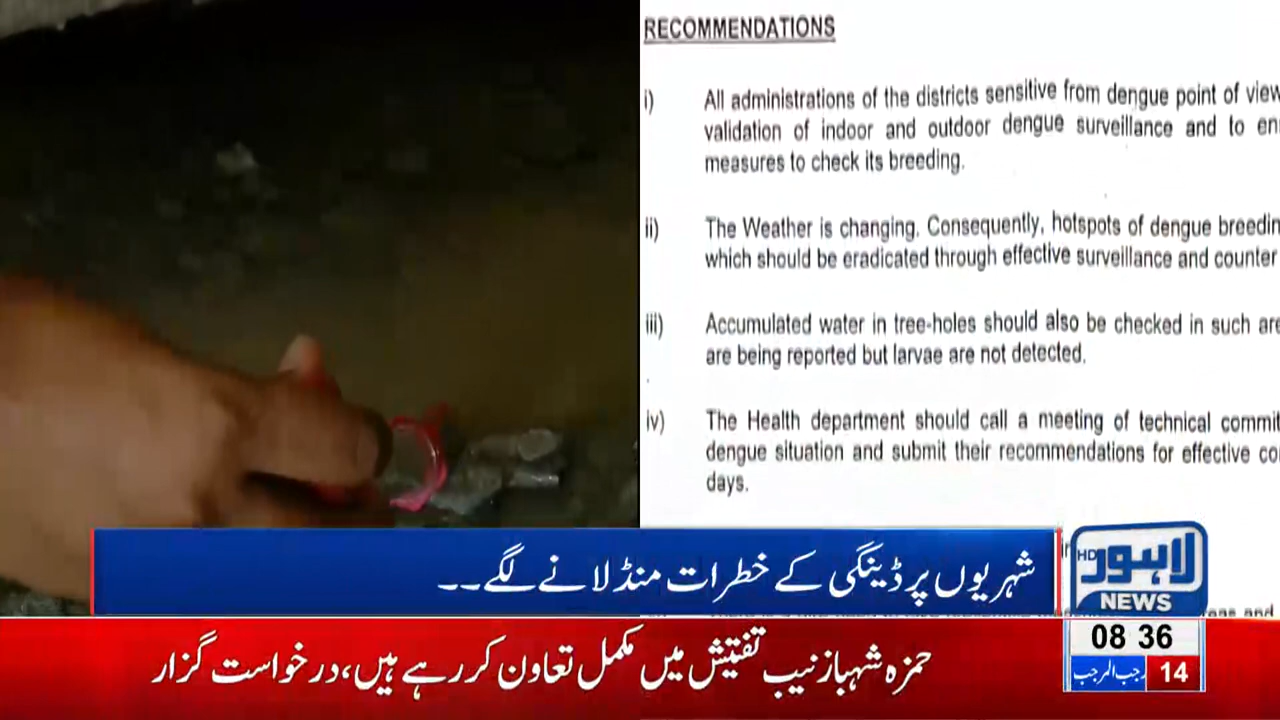 RECOMMENDATIONS
i) All administrations of the districts sensitive from dengue point of view
validation of indoor and outdoor dengue surveillance and to en
measures to check its breeding.
ii) The Weather is changing. Consequently, hotspots of dengue breedin
which should be eradicated through effective surveillance and counter
iii) Accumulated water in tree-holes should also be checked in such are
are being reported but larvae are not detected.
iv) The Health department should call a meeting of technical commit
dengue situation and submit their recommendations for effective co
days.
شہریوں پر ڈینگی کے خطرات منڈلانے لگے۔۔
HD لاہور
NEWS
08 36
حمزہ شہباز نیب تفتیش میں مکمل تعاون کر رہے ہیں، درخواست گزار
14 رجب المرجب